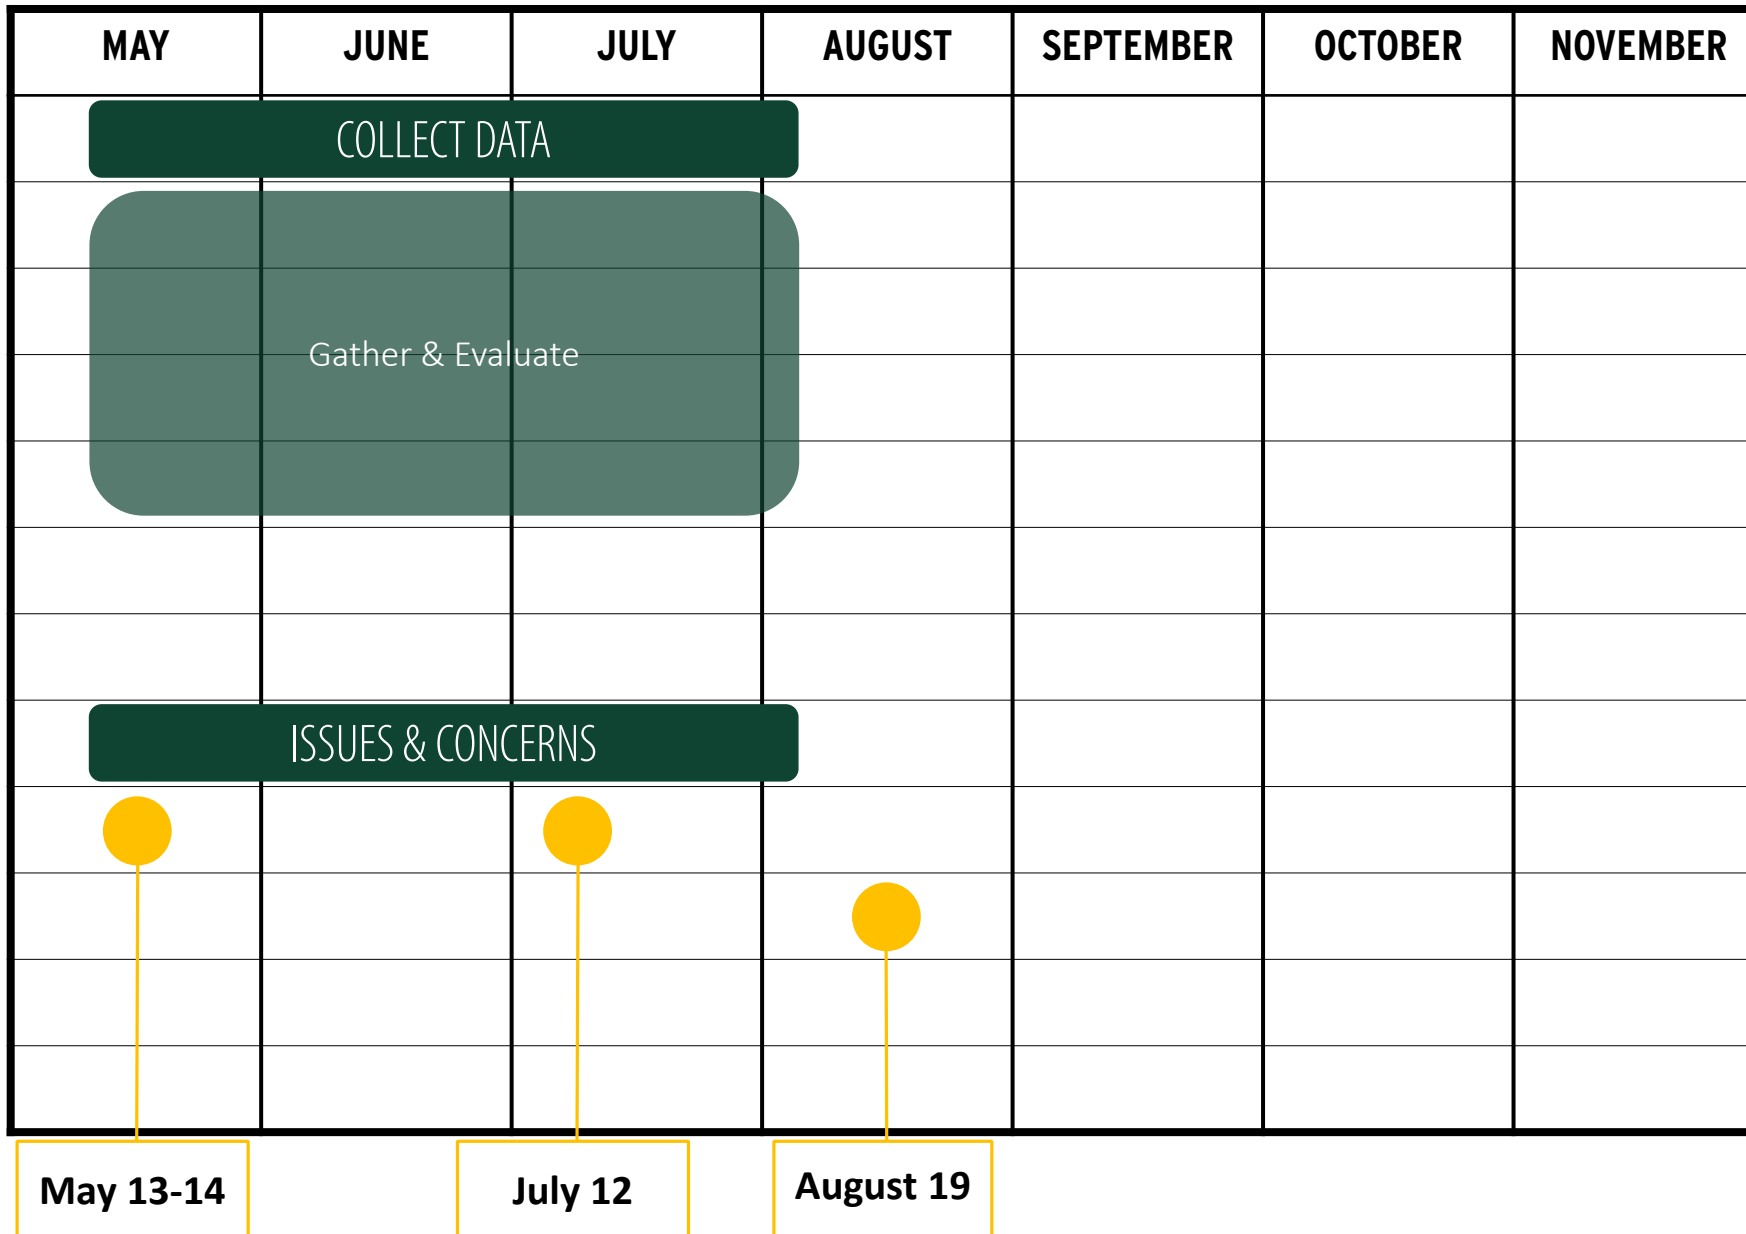 MAY JUNE JULY AUGUST SEPTEMBER OCTOBER NOVEMBER
COLLECT DATA
Gather & Evaluate
ISSUES & CONCERNS
May 13-14 July 12 August 19